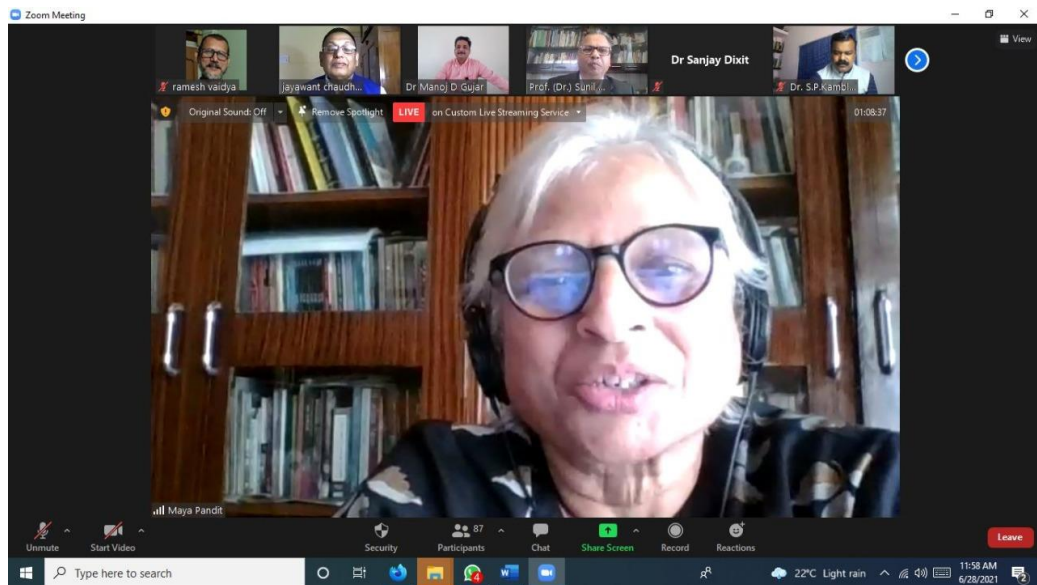 Zoom Meeting
View
ramesh vaidya
jayawant chaudh...
Dr Manoj D Gujar
Prof. (Dr.) Sunil ...
Dr Sanjay Dixit
Dr. S.P.Kambl...
Original Sound: Off
Remove Spotlight
LIVE on Custom Live Streaming Service
01:08:37
Maya Pandit
Unmute
Start Video
Security
Participants 87
Chat
Share Screen
Record
Reactions
Leave
Type here to search
4
22°C Light rain
11:58 AM
6/28/2021
2